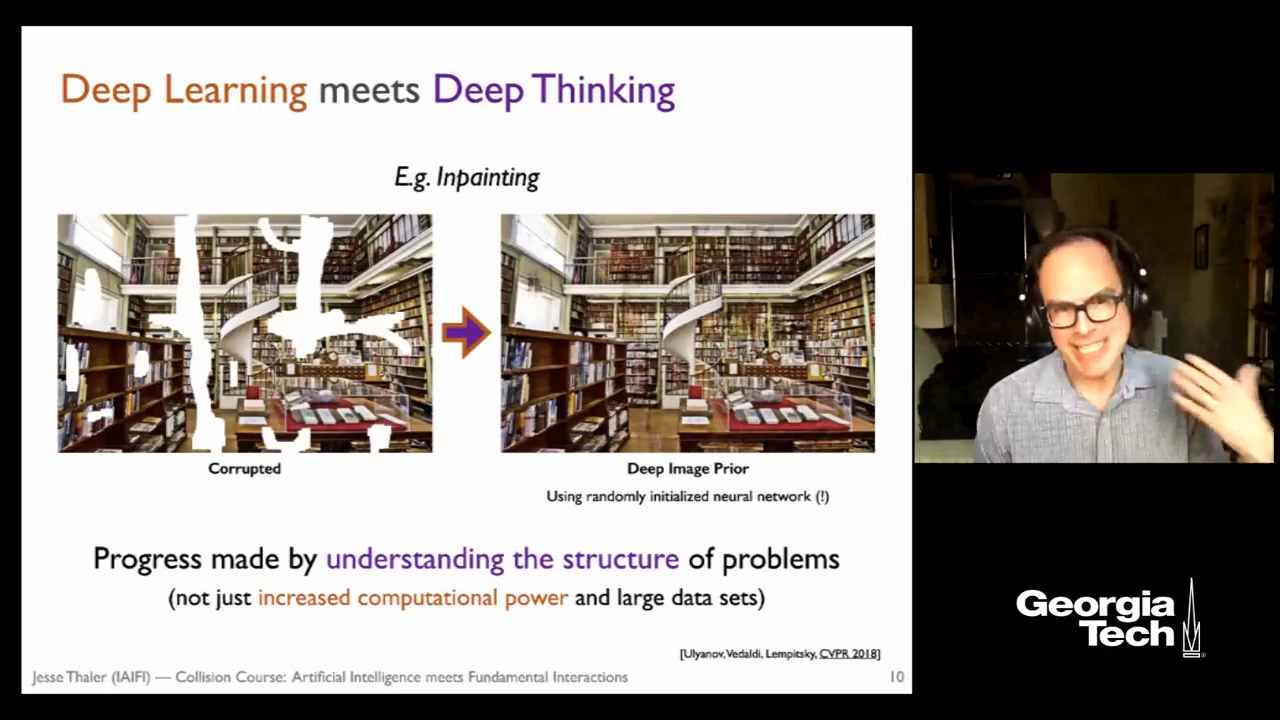 Deep Learning meets Deep Thinking
E.g. Inpainting
Corrupted
Deep Image Prior
Using randomly initialized neural network (!)
Progress made by understanding the structure of problems
(not just increased computational power and large data sets)
[Ulyanov, Vedaldi, Lempitsky, CVPR 2018]
Jesse Thaler (IAIFI) — Collision Course: Artificial Intelligence meets Fundamental Interactions
10
Georgia
Tech